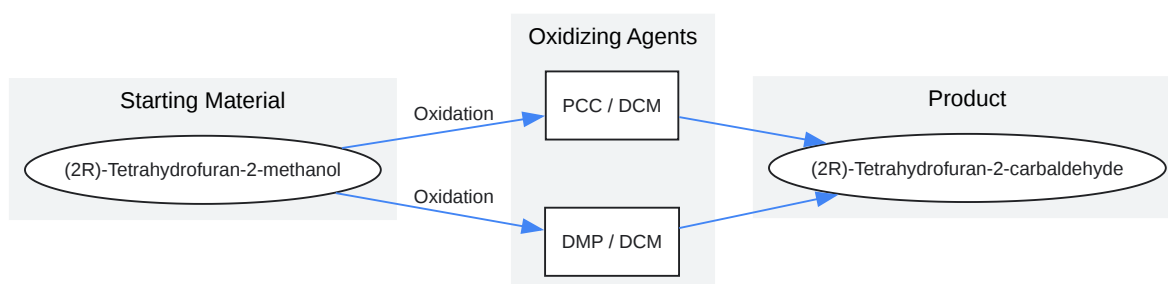 Starting Material
(2R)-Tetrahydrofuran-2-methanol
Oxidation
Oxidation
Oxidizing Agents
PCC / DCM
DMP / DCM
Product
(2R)-Tetrahydrofuran-2-carbaldehyde